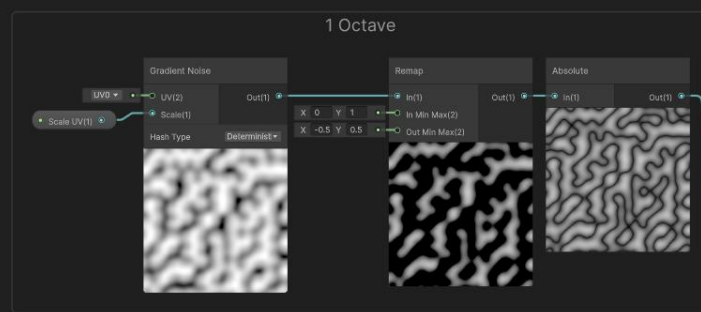 1 Octave
Gradient Noise
UV0
UV(2)
Out(1)
Scale UV(1)
Scale(1)
Hash Type
Determinist
Remap
In(1)
Out(1)
X 0 Y 1
In Min Max(2)
X -0.5 Y 0.5
Out Min Max(2)
Absolute
In(1)
Out(1)